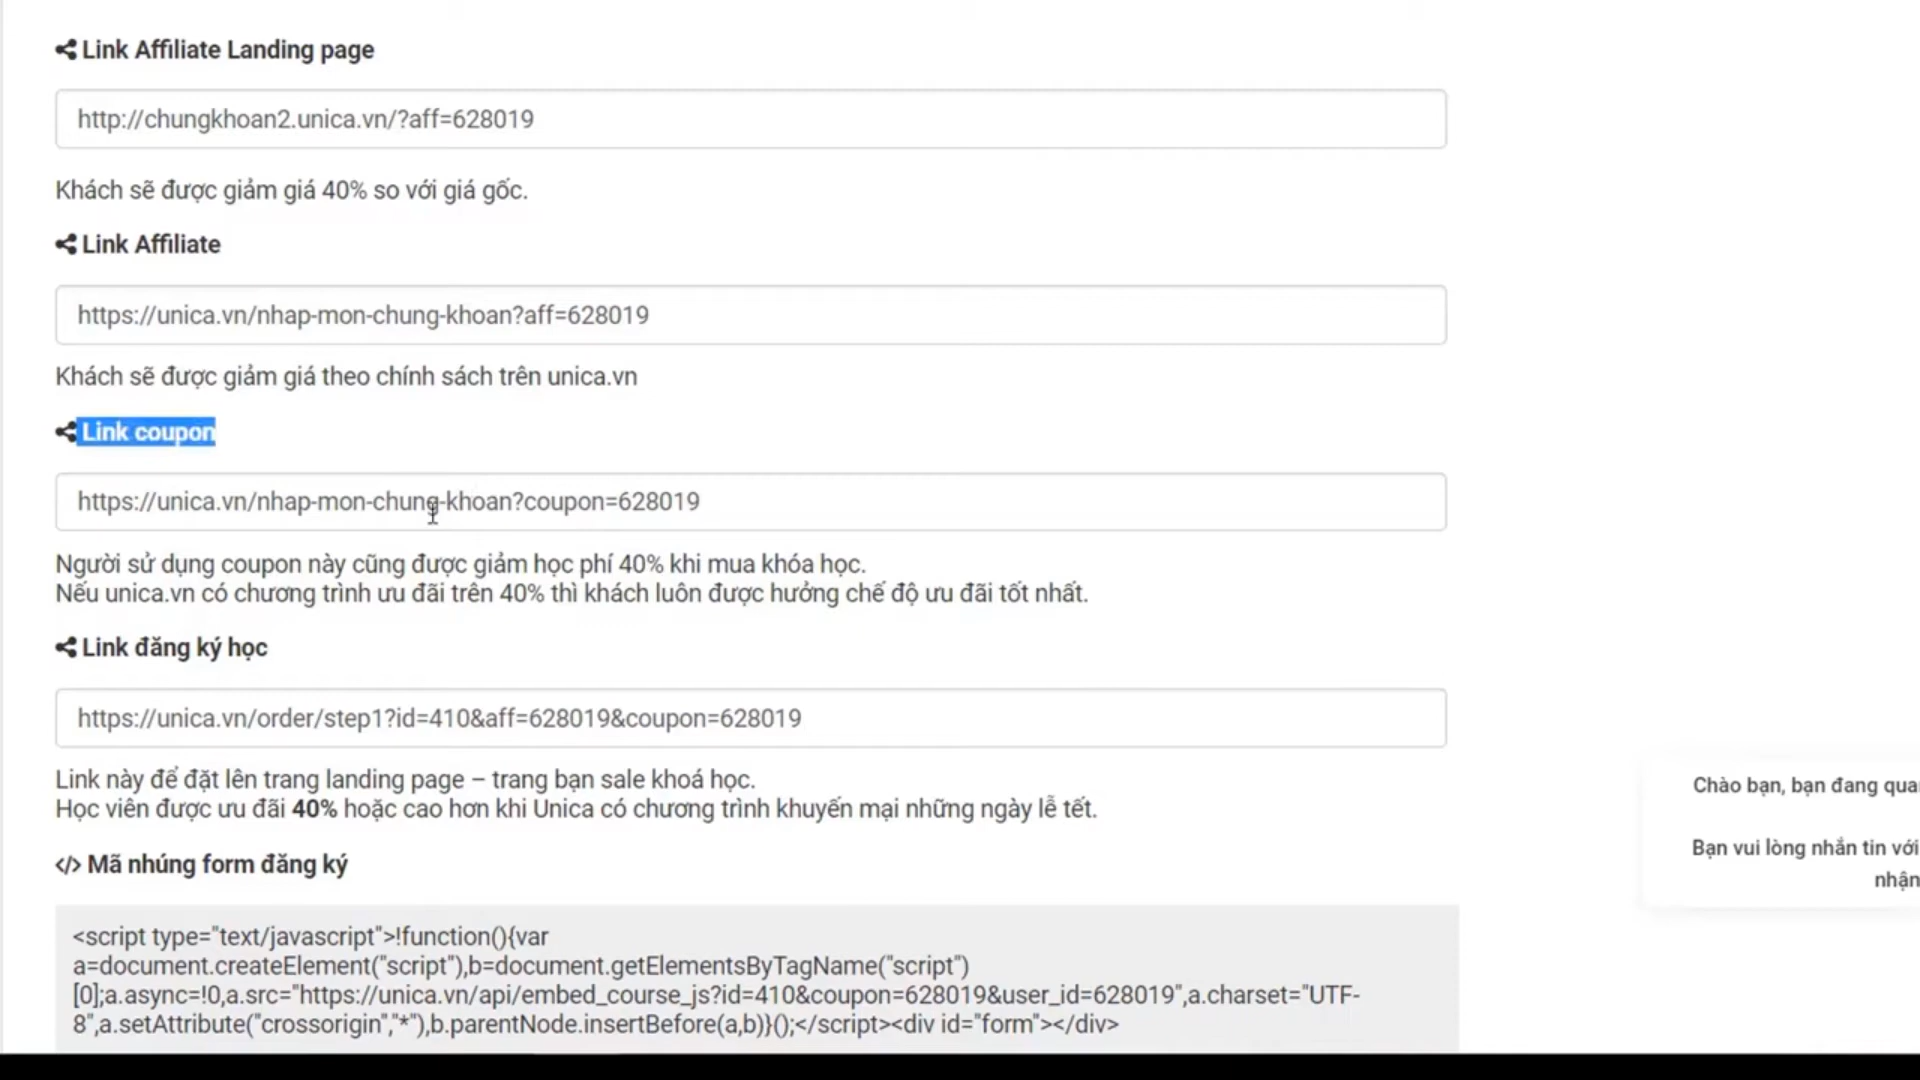 Link Affiliate Landing page
http://chungkhoan2.unica.vn/?aff=628019
Khách sẽ được giảm giá 40% so với giá gốc.
Link Affiliate
https://unica.vn/nhap-mon-chung-khoan?aff=628019
Khách sẽ được giảm giá theo chính sách trên unica.vn
Link coupon
https://unica.vn/nhap-mon-chung-khoan?coupon=628019
Người sử dụng coupon này cũng được giảm học phí 40% khi mua khóa học.
Nếu unica.vn có chương trình ưu đãi trên 40% thì khách luôn được hưởng chế độ ưu đãi tốt nhất.
Link đăng ký học
https://unica.vn/order/step1?id=410&aff=628019&coupon=628019
Link này để đặt lên trang landing page – trang bạn sale khoá học.
Học viên được ưu đãi 40% hoặc cao hơn khi Unica có chương trình khuyến mại những ngày lễ tết.
Chào bạn, bạn đang qua
Bạn vui lòng nhắn tin với
nhận
</> Mã nhúng form đăng ký
<script type="text/javascript">!function(){var
a=document.createElement("script"),b=document.getElementsByTagName("script")
[0];a.async=!0,a.src="https://unica.vn/api/embed_course_js?id=410&coupon=628019&user_id=628019",a.charset="UTF-
8",a.setAttribute("crossorigin","*"),b.parentNode.insertBefore(a,b)}();</script><div id="form"></div>